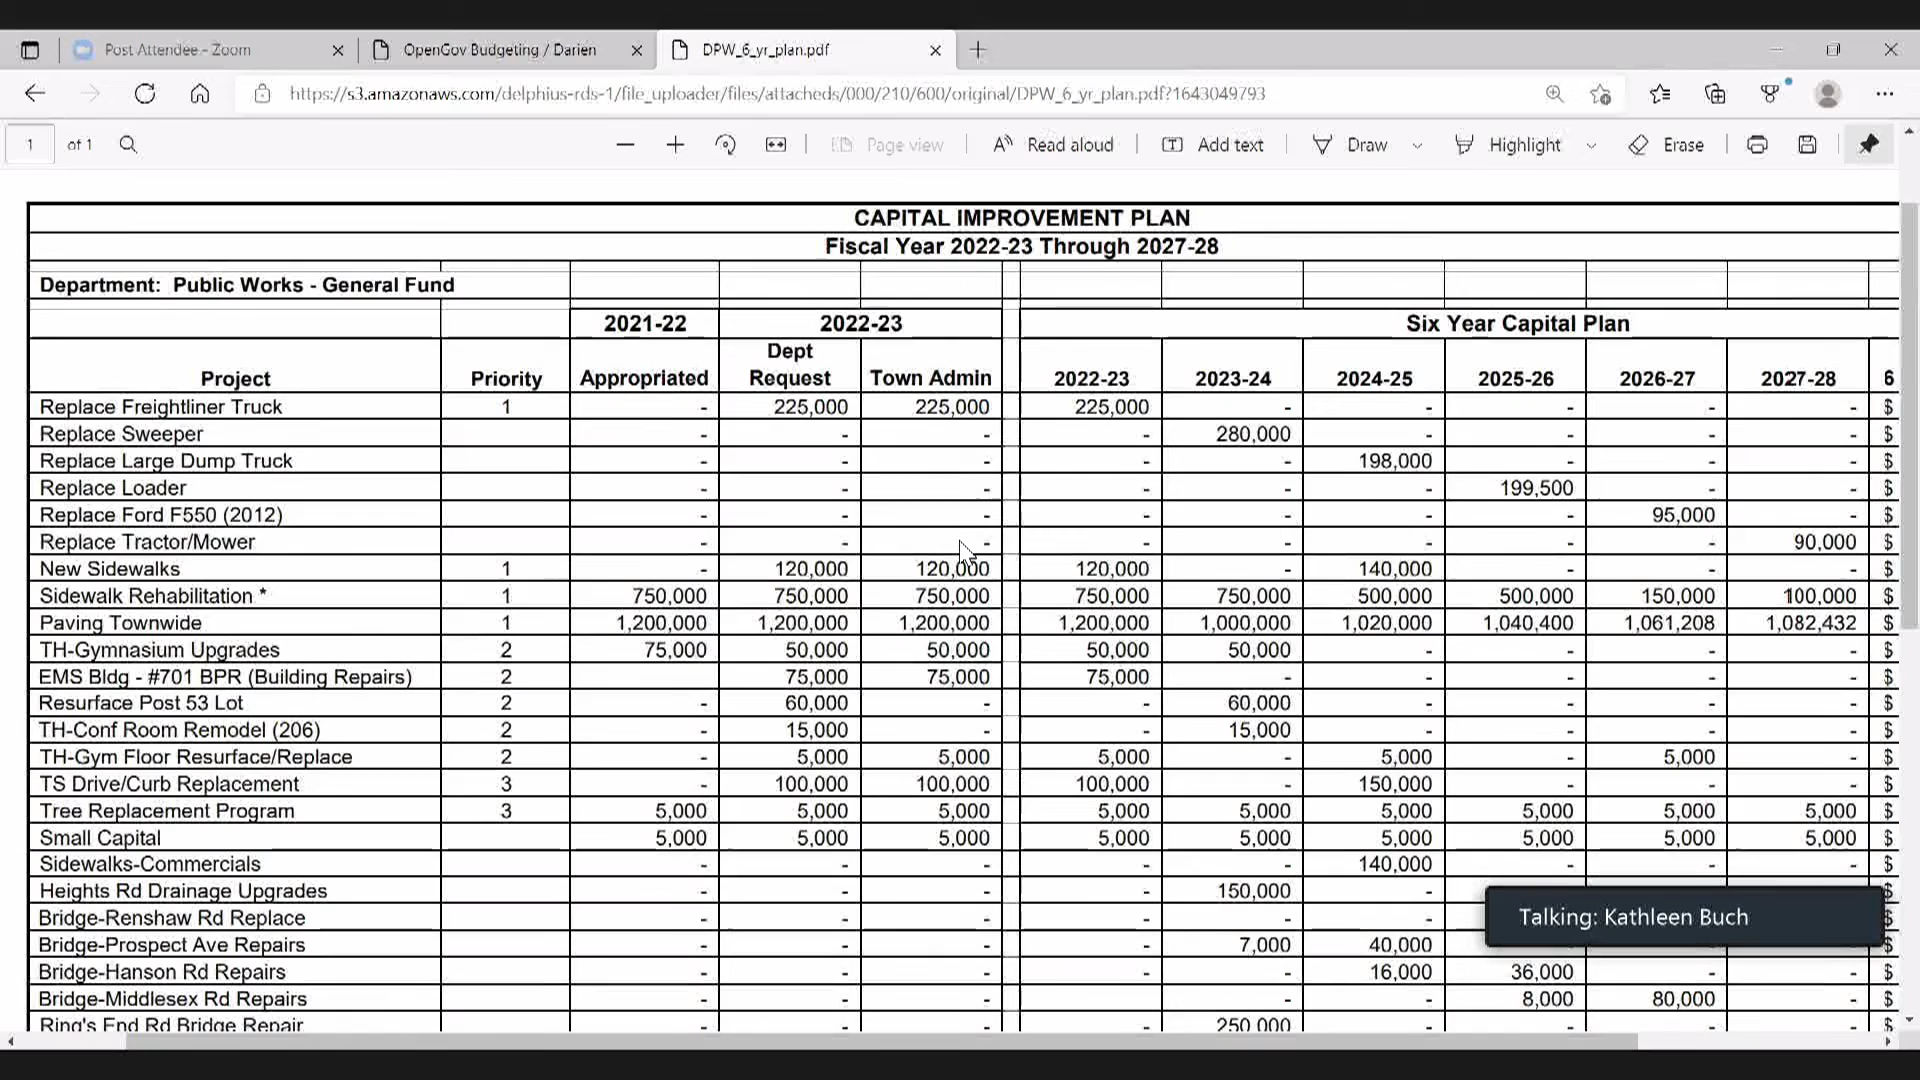 Post Attendee - Zoom
OpenGov Budgeting / Darien
DPW_6_yr_plan.pdf
https://s3.amazonaws.com/delphius-rds-1/file_uploader/files/attacheds/000/210/600/original/DPW_6_yr_plan.pdf?1643049793
1 of 1 Page view Read aloud Add text Draw Highlight Erase
CAPITAL IMPROVEMENT PLAN
Fiscal Year 2022-23 Through 2027-28
Department: Public Works - General Fund
2021-22 2022-23 Six Year Capital Plan
Project Priority Appropriated Dept Request Town Admin 2022-23 2023-24 2024-25 2025-26 2026-27 2027-28 6
Replace Freightliner Truck 1 - 225,000 225,000 225,000 - - - - - $
Replace Sweeper - - - - 280,000 - - - - $
Replace Large Dump Truck - - - - - 198,000 - - - $
Replace Loader - - - - - - 199,500 - - $
Replace Ford F550 (2012) - - - - - - - 95,000 - $
Replace Tractor/Mower - - - - - - - - 90,000 $
New Sidewalks 1 - 120,000 120,000 120,000 - 140,000 - - - $
Sidewalk Rehabilitation * 1 750,000 750,000 750,000 750,000 750,000 500,000 500,000 150,000 100,000 $
Paving Townwide 1 1,200,000 1,200,000 1,200,000 1,200,000 1,000,000 1,020,000 1,040,400 1,061,208 1,082,432 $
TH-Gymnasium Upgrades 2 75,000 50,000 50,000 50,000 50,000 - - - - $
EMS Bldg - #701 BPR (Building Repairs) 2 75,000 75,000 75,000 - - - - - $
Resurface Post 53 Lot 2 - 60,000 - - 60,000 - - - - $
TH-Conf Room Remodel (206) 2 - 15,000 - - 15,000 - - - - $
TH-Gym Floor Resurface/Replace 2 - 5,000 5,000 5,000 - 5,000 - 5,000 - $
TS Drive/Curb Replacement 3 - 100,000 100,000 100,000 - 150,000 - - - $
Tree Replacement Program 3 5,000 5,000 5,000 5,000 5,000 5,000 5,000 5,000 5,000 $
Small Capital 5,000 5,000 5,000 5,000 5,000 5,000 5,000 5,000 5,000 $
Sidewalks-Commercials - - - - - 140,000 - - - $
Heights Rd Drainage Upgrades - - - - 150,000 - $
Bridge-Renshaw Rd Replace - - - - - - $
Bridge-Prospect Ave Repairs - - - - 7,000 40,000 $
Bridge-Hanson Rd Repairs - - - - - 16,000 36,000 - - $
Bridge-Middlesex Rd Repairs - - - - - - 8,000 80,000 - $
Ring's End Rd Bridge Repair - - - - 250,000 - - - - $
Talking: Kathleen Buch